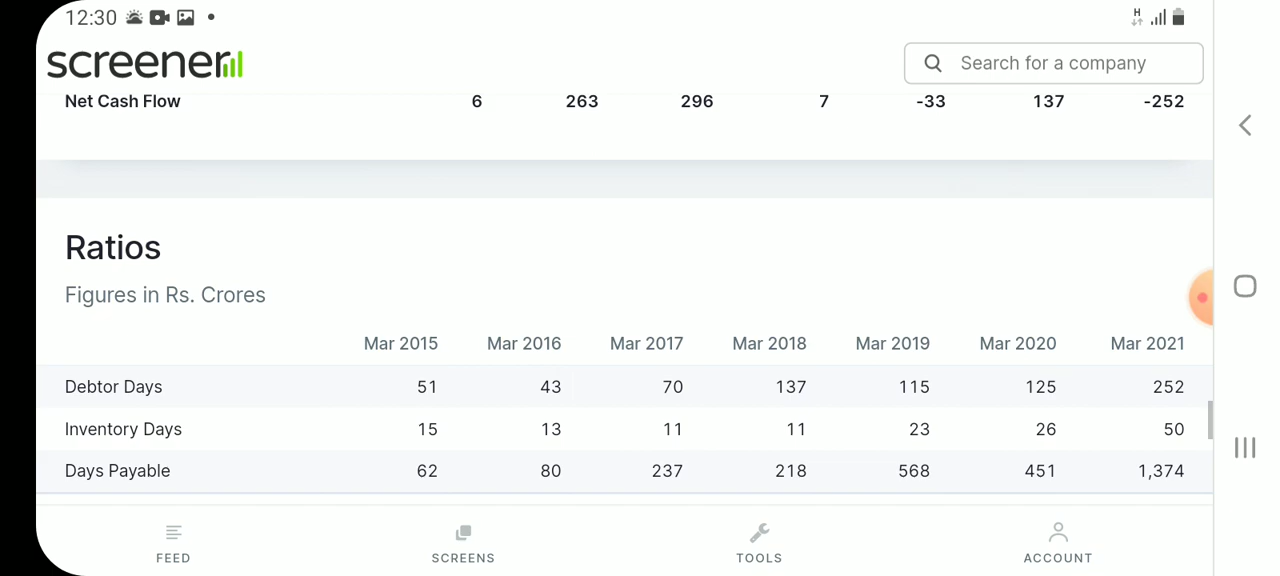 12:30 H
screener Search for a company
Net Cash Flow 6 263 296 7 -33 137 -252
Ratios
Figures in Rs. Crores
Mar 2015 Mar 2016 Mar 2017 Mar 2018 Mar 2019 Mar 2020 Mar 2021
Debtor Days 51 43 70 137 115 125 252
Inventory Days 15 13 11 11 23 26 50
Days Payable 62 80 237 218 568 451 1,374
FEED SCREENS TOOLS ACCOUNT